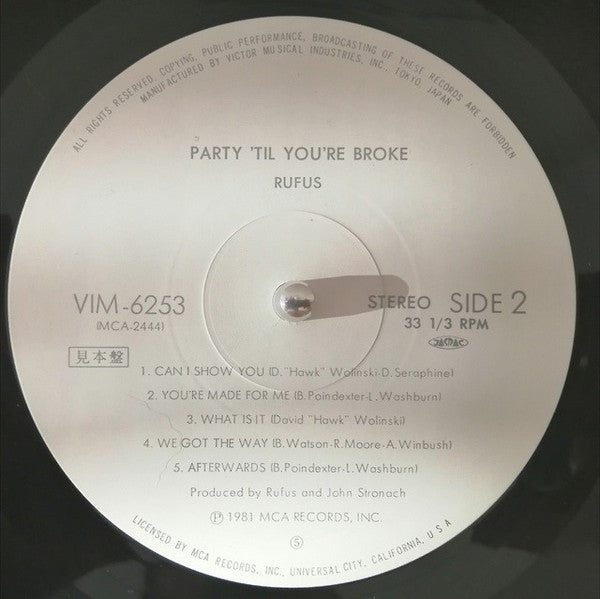 ALL RIGHTS RESERVED. COPYING, PUBLIC PERFORMANCE, BROADCASTING OF THESE RECORDS ARE FORBIDDEN
MANUFACTURED BY VICTOR MUSICAL INDUSTRIES, INC., TOKYO, JAPAN
PARTY 'TIL YOU'RE BROKE
RUFUS
VIM-6253
(MCA-2444)
STEREO SIDE 2
33 1/3 RPM
JASRAC
見本盤
1. CAN I SHOW YOU (D. "Hawk" Wolinski-D. Seraphine)
2. YOU'RE MADE FOR ME (B. Poindexter-L. Washburn)
3. WHAT IS IT (David "Hawk" Wolinski)
4. WE GOT THE WAY (B. Watson-R. Moore-A. Winbush)
5. AFTERWARDS (B. Poindexter-L. Washburn)
Produced by Rufus and John Stronach
℗ 1981 MCA RECORDS, INC.
Ⓢ
LICENSED BY MCA RECORDS, INC., UNIVERSAL CITY, CALIFORNIA, U.S.A